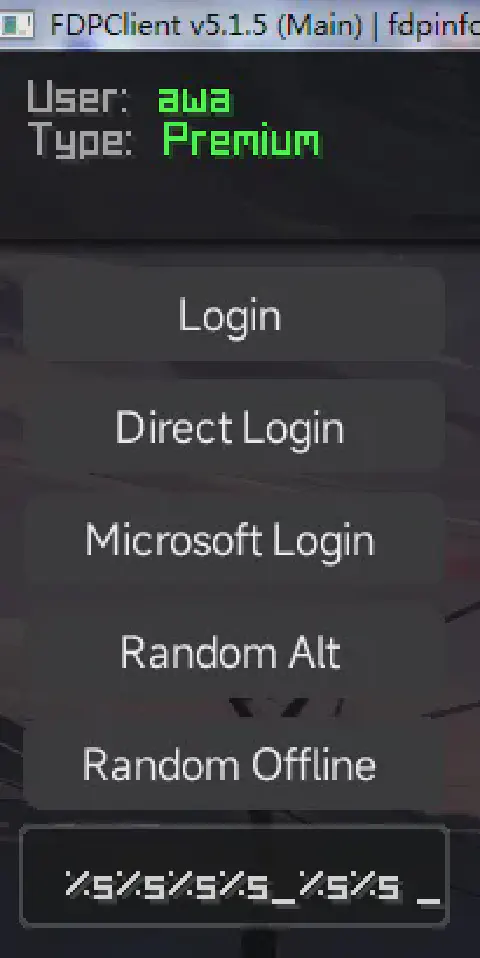 FDPClient v5.1.5 (Main) | fdpinfo
User: awa
Type: Premium
Login
Direct Login
Microsoft Login
Random Alt
Random Offline
%s%s%s%s_%s%s _